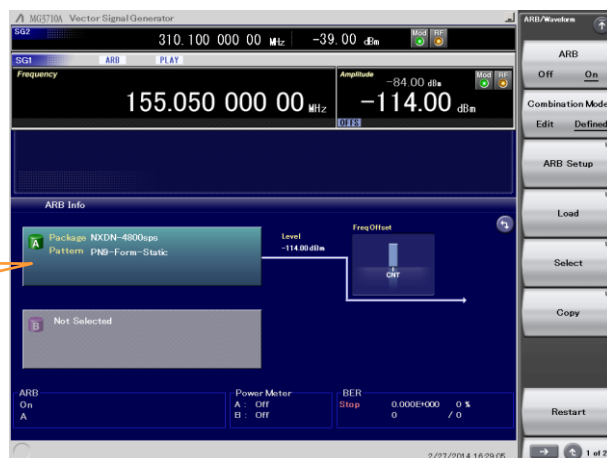 MG3710A Vector Signal Generator
SG2
310. 100 000 00 MHz
-39. 00 dBm
Mod RF
SG1
ARB
PLAY
Frequency
155.050 000 00 MHz
Amplitude
-84.00 dBm
Mod RF
-114.00 dBm
OFFS
ARB Info
A
Package NXDN-4800sps
Pattern PN9-Form-Static
Level
-114.00 dBm
FreqOffset
CNT
B
Not Selected
ARB
On
A
Power Meter
A : Off
B : Off
BER
Stop 0.000E+000 0 %
0 / 0
2/27/2014 16:29:05
ARB/Waveform
ARB
Off On
Combination Mode
Edit Defined
ARB Setup
Load
Select
Copy
Restart
1 of 2